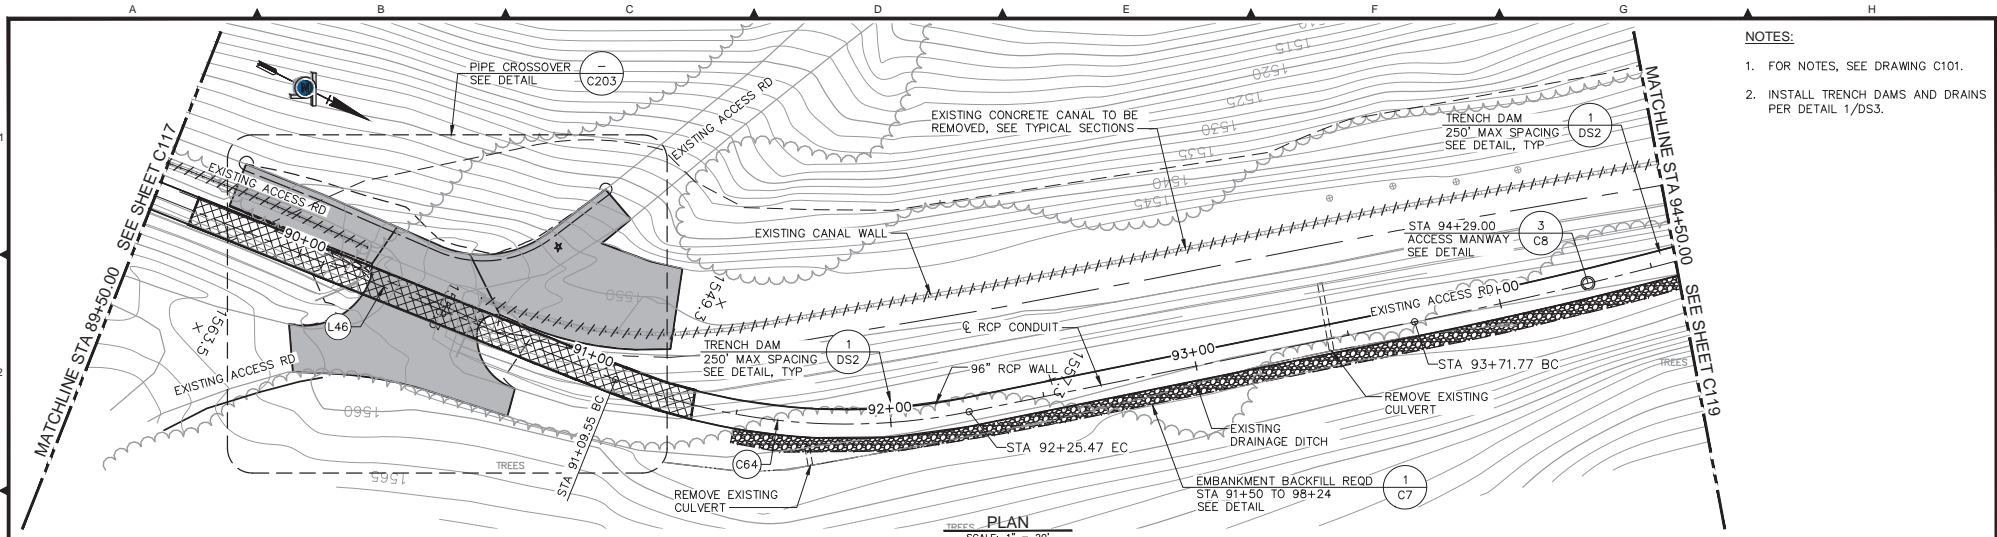 A B C D E F G H
1
2
NOTES:
1. FOR NOTES, SEE DRAWING C101.
2. INSTALL TRENCH DAMS AND DRAINS
PER DETAIL 1/DS3.
MATCHLINE STA 89+50.00 SEE SHEET C117
PIPE CROSSOVER
SEE DETAIL
–
C203
EXISTING ACCESS RD
EXISTING ACCESS RD
EXISTING ACCESS RD
90+00
L46
1563.5
1549.3
1550
1560
1565
TREES
91+00
STA 91+09.55 BC
EXISTING CONCRETE CANAL TO BE
REMOVED, SEE TYPICAL SECTIONS
EXISTING CANAL WALL
1515
1520
1525
1530
1535
1540
1545
TRENCH DAM
250' MAX SPACING
SEE DETAIL, TYP
1
DS2
STA 94+29.00
ACCESS MANWAY
SEE DETAIL
3
C8
MATCHLINE STA 94+50.00 SEE SHEET C119
TRENCH DAM
250' MAX SPACING
SEE DETAIL, TYP
1
DS2
℄ RCP CONDUIT
96" RCP WALL
1557.3
92+00
93+00
EXISTING ACCESS RD
+00
STA 93+71.77 BC
TREES
REMOVE EXISTING
CULVERT
EXISTING
DRAINAGE DITCH
STA 92+25.47 EC
C64
REMOVE EXISTING
CULVERT
EMBANKMENT BACKFILL REQD
STA 91+50 TO 98+24
SEE DETAIL
1
C7
TREES
PLAN
SCALE: 1" = 20'